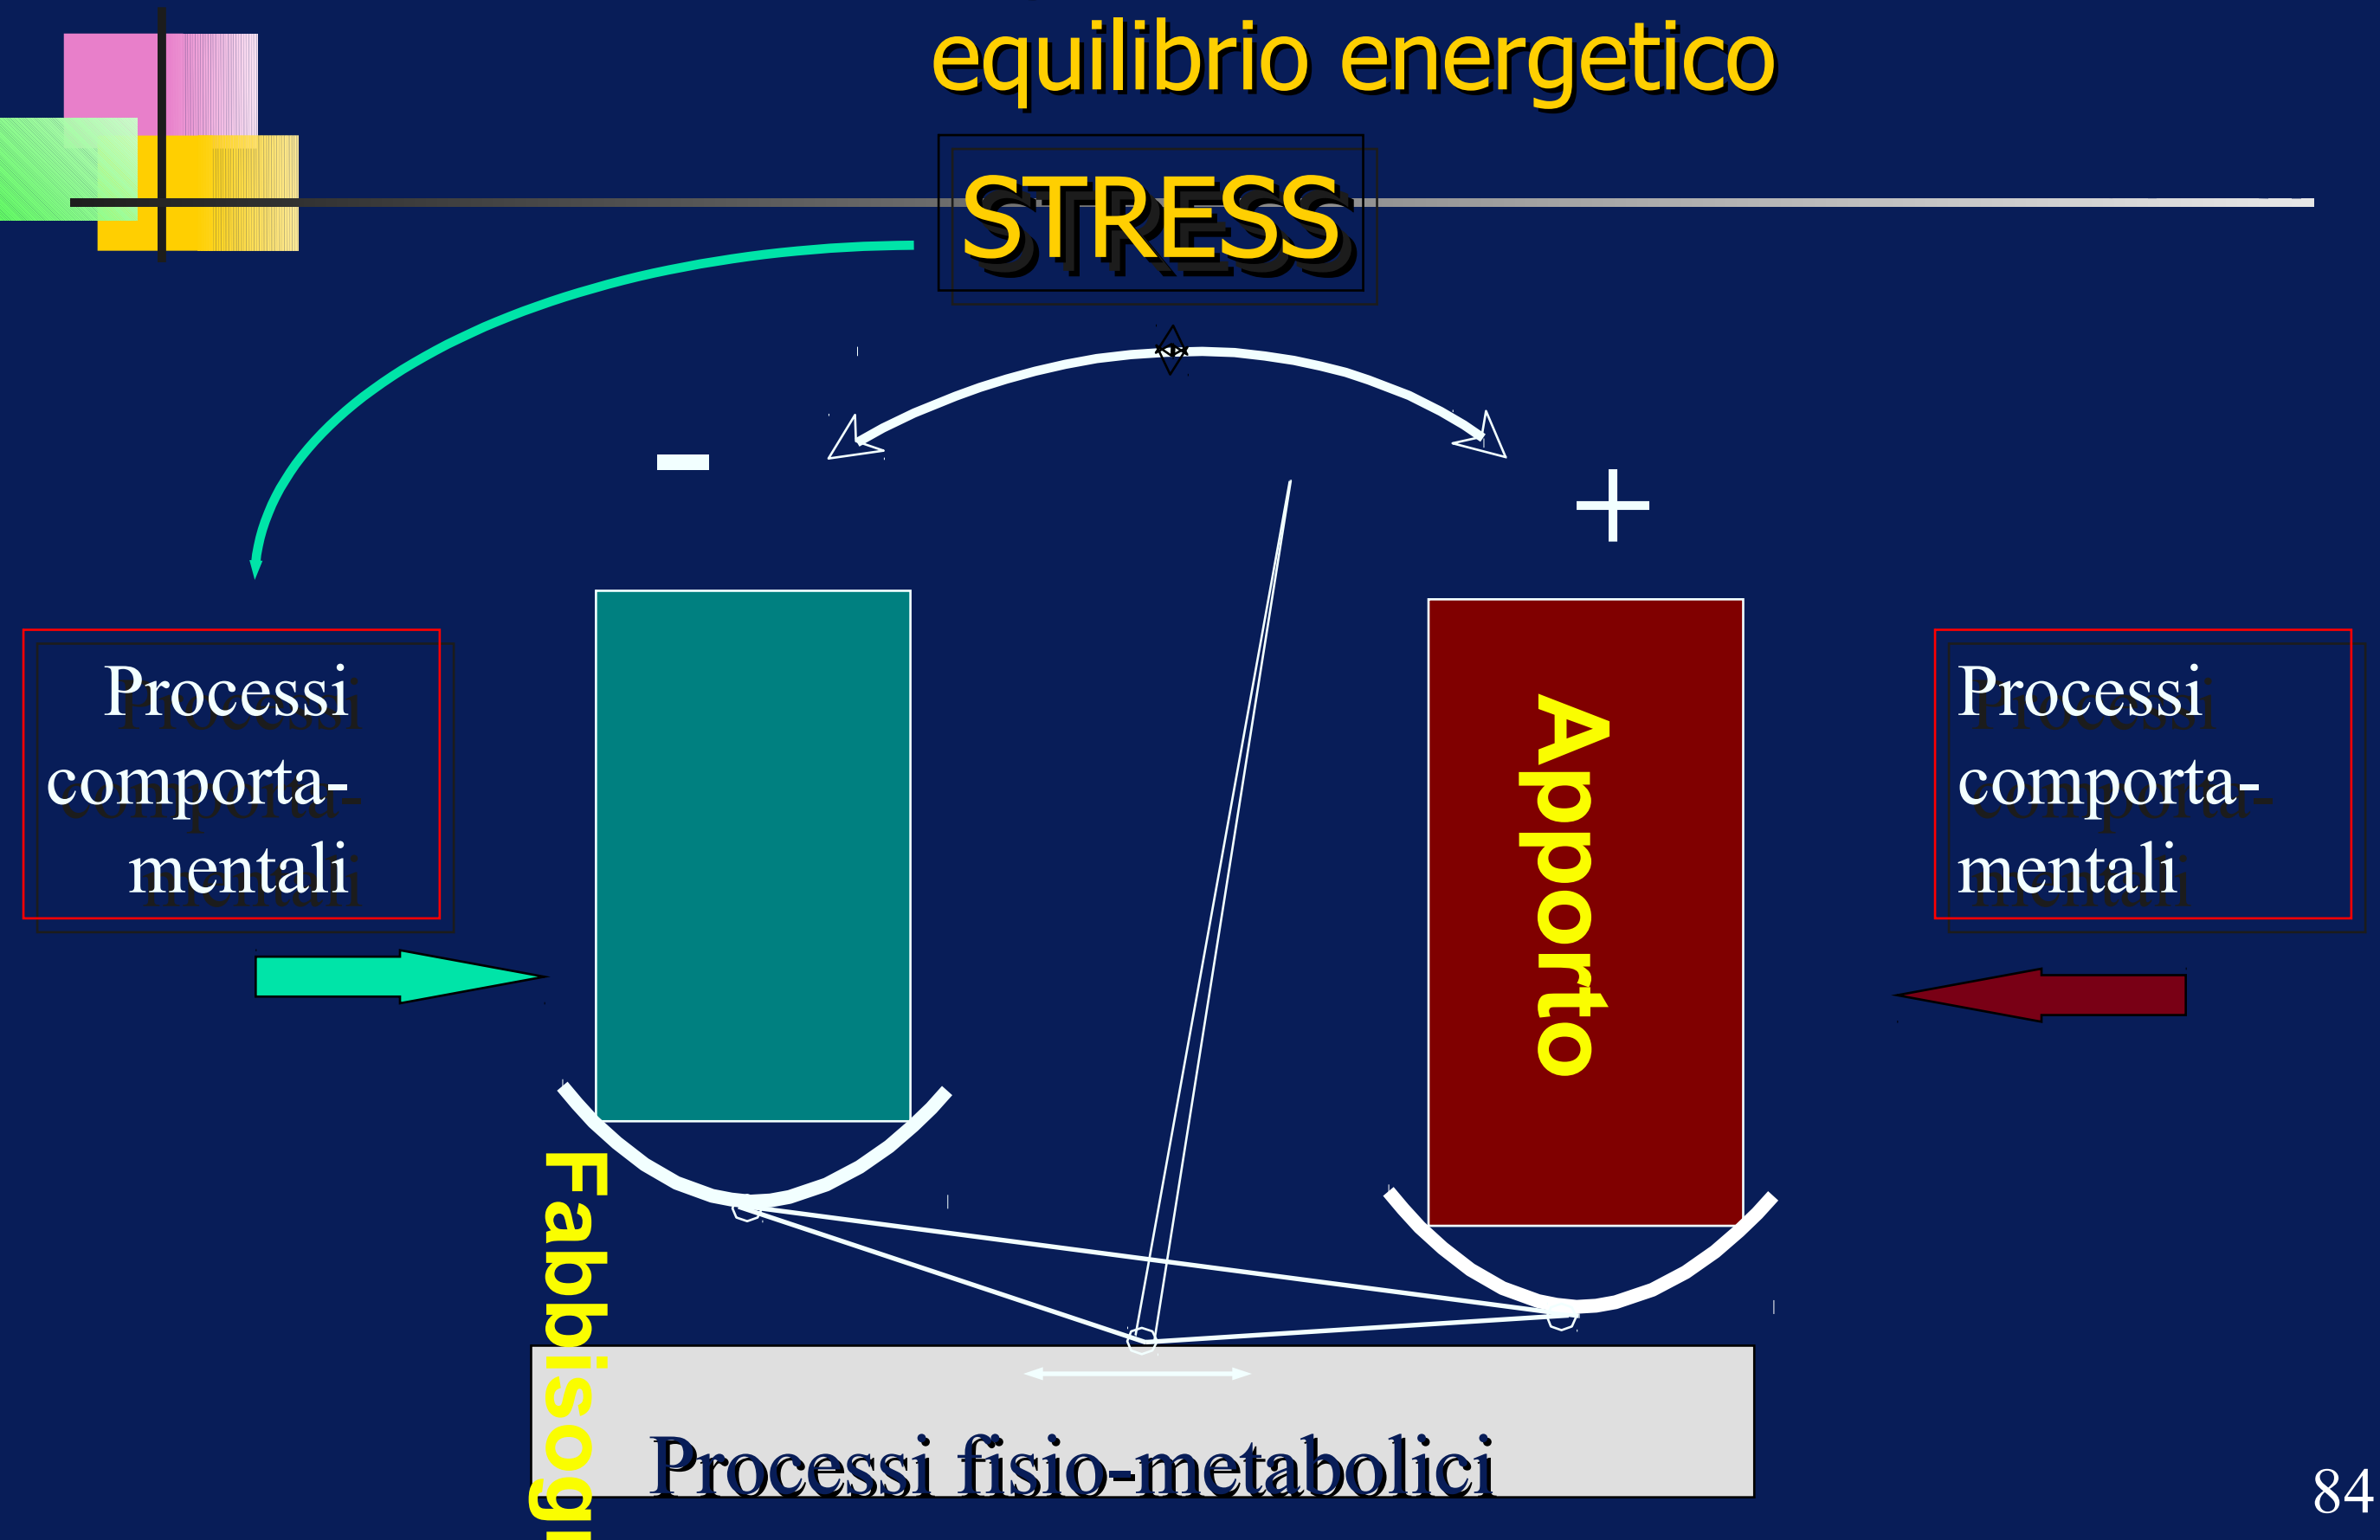 equilibrio energetico
STRESS
-
+
Processi
comporta-
mentali
Apporto
Processi
comporta-
mentali
Processi fisio-metabolici
84